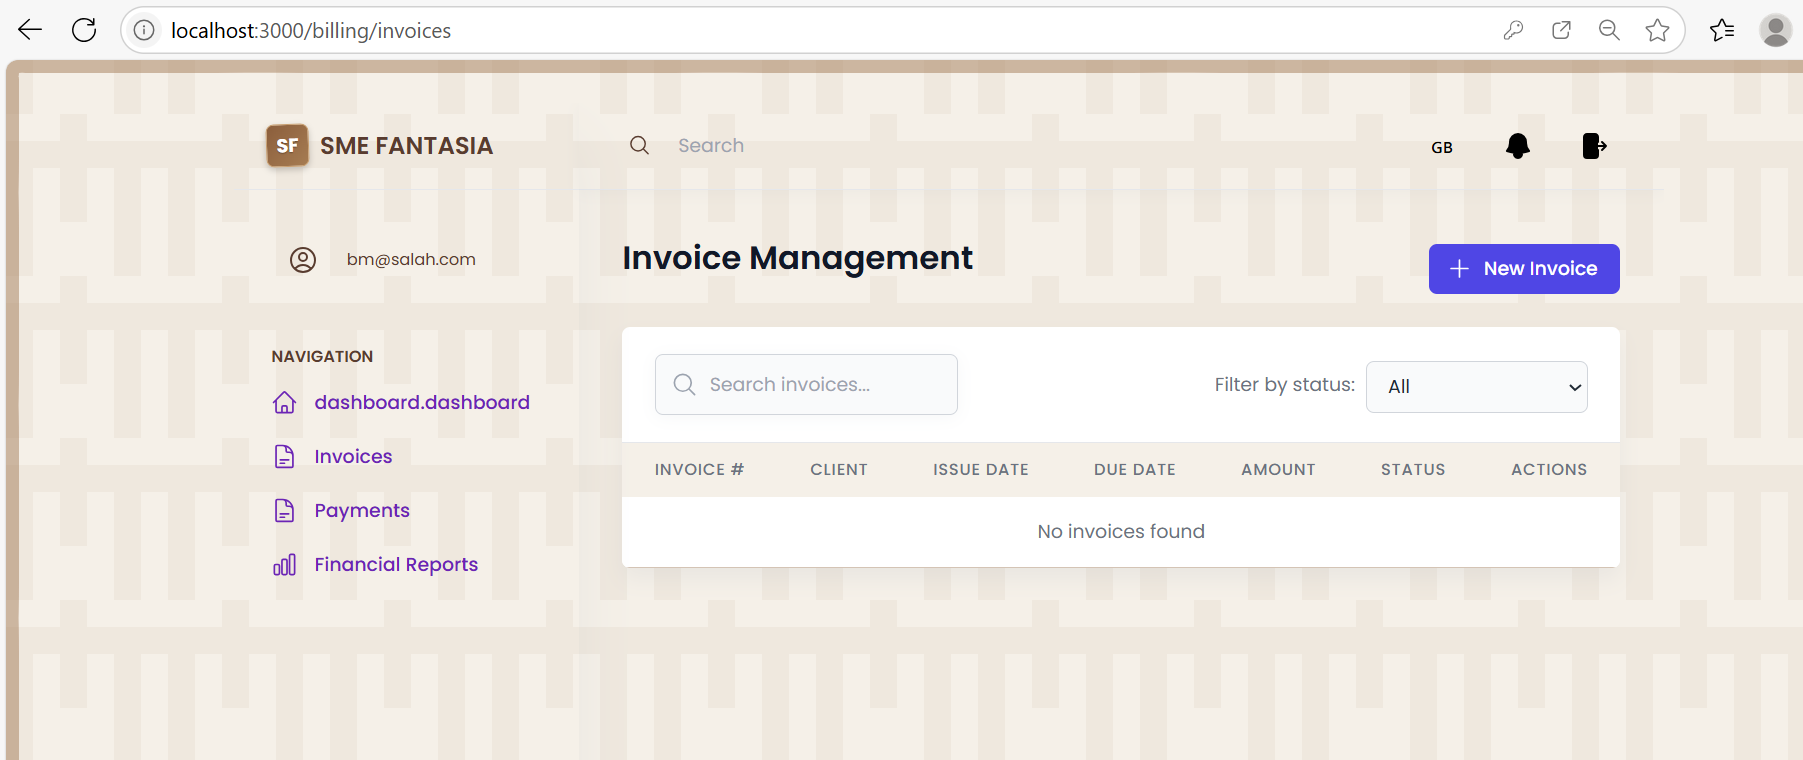 localhost:3000/billing/invoices
SF SME FANTASIA
Search
GB
bm@salah.com
Invoice Management
New Invoice
NAVIGATION
dashboard.dashboard
Invoices
Payments
Financial Reports
Search invoices...
Filter by status: All
INVOICE # CLIENT ISSUE DATE DUE DATE AMOUNT STATUS ACTIONS
No invoices found